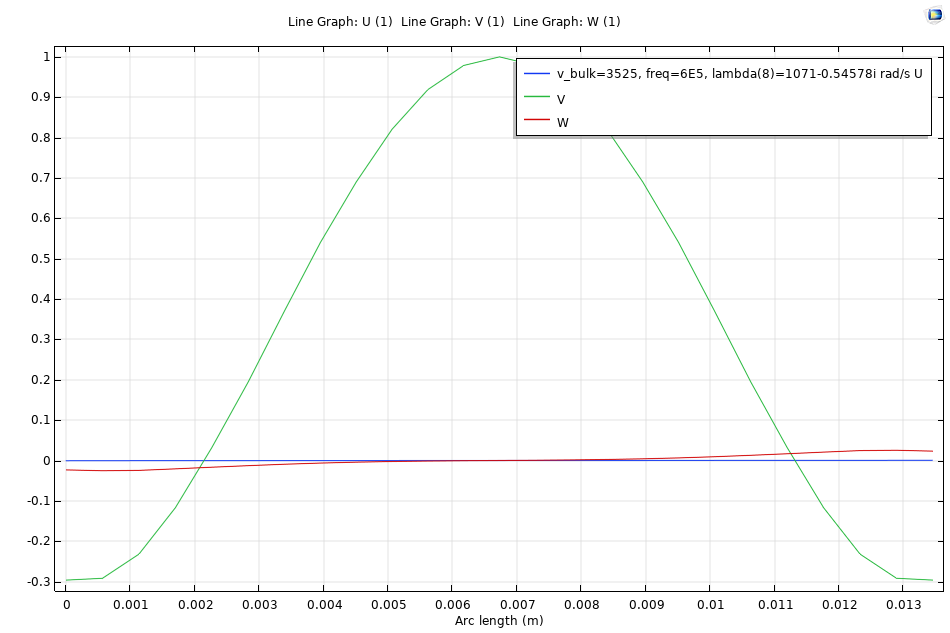 Line Graph: U (1) Line Graph: V (1) Line Graph: W (1)
v_bulk=3525, freq=6E5, lambda(8)=1071-0.54578i rad/s U
V
W
1
0.9
0.8
0.7
0.6
0.5
0.4
0.3
0.2
0.1
0
-0.1
-0.2
-0.3
0 0.001 0.002 0.003 0.004 0.005 0.006 0.007 0.008 0.009 0.01 0.011 0.012 0.013
Arc length (m)